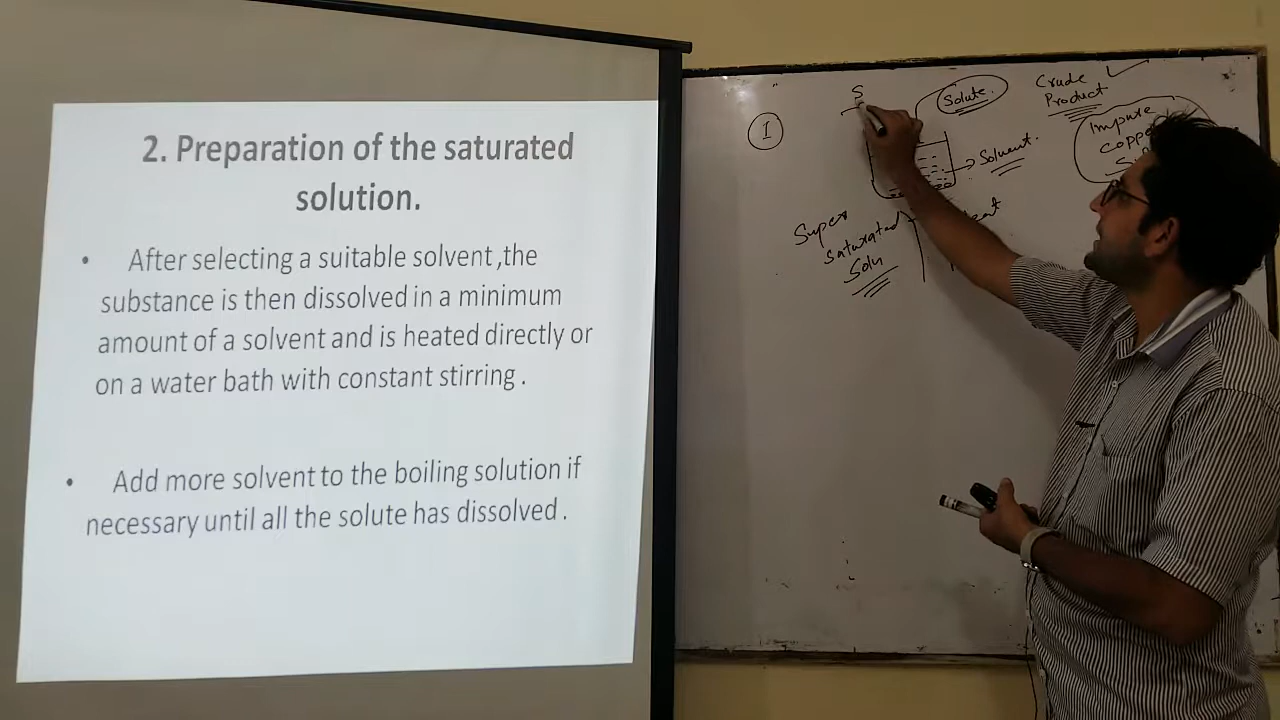 2. Preparation of the saturated
solution.
• After selecting a suitable solvent ,the
substance is then dissolved in a minimum
amount of a solvent and is heated directly or
on a water bath with constant stirring .
• Add more solvent to the boiling solution if
necessary until all the solute has dissolved .
I
S
Solute.
Crude
Product
Impure
Solvent.
Super
Saturated
Soln